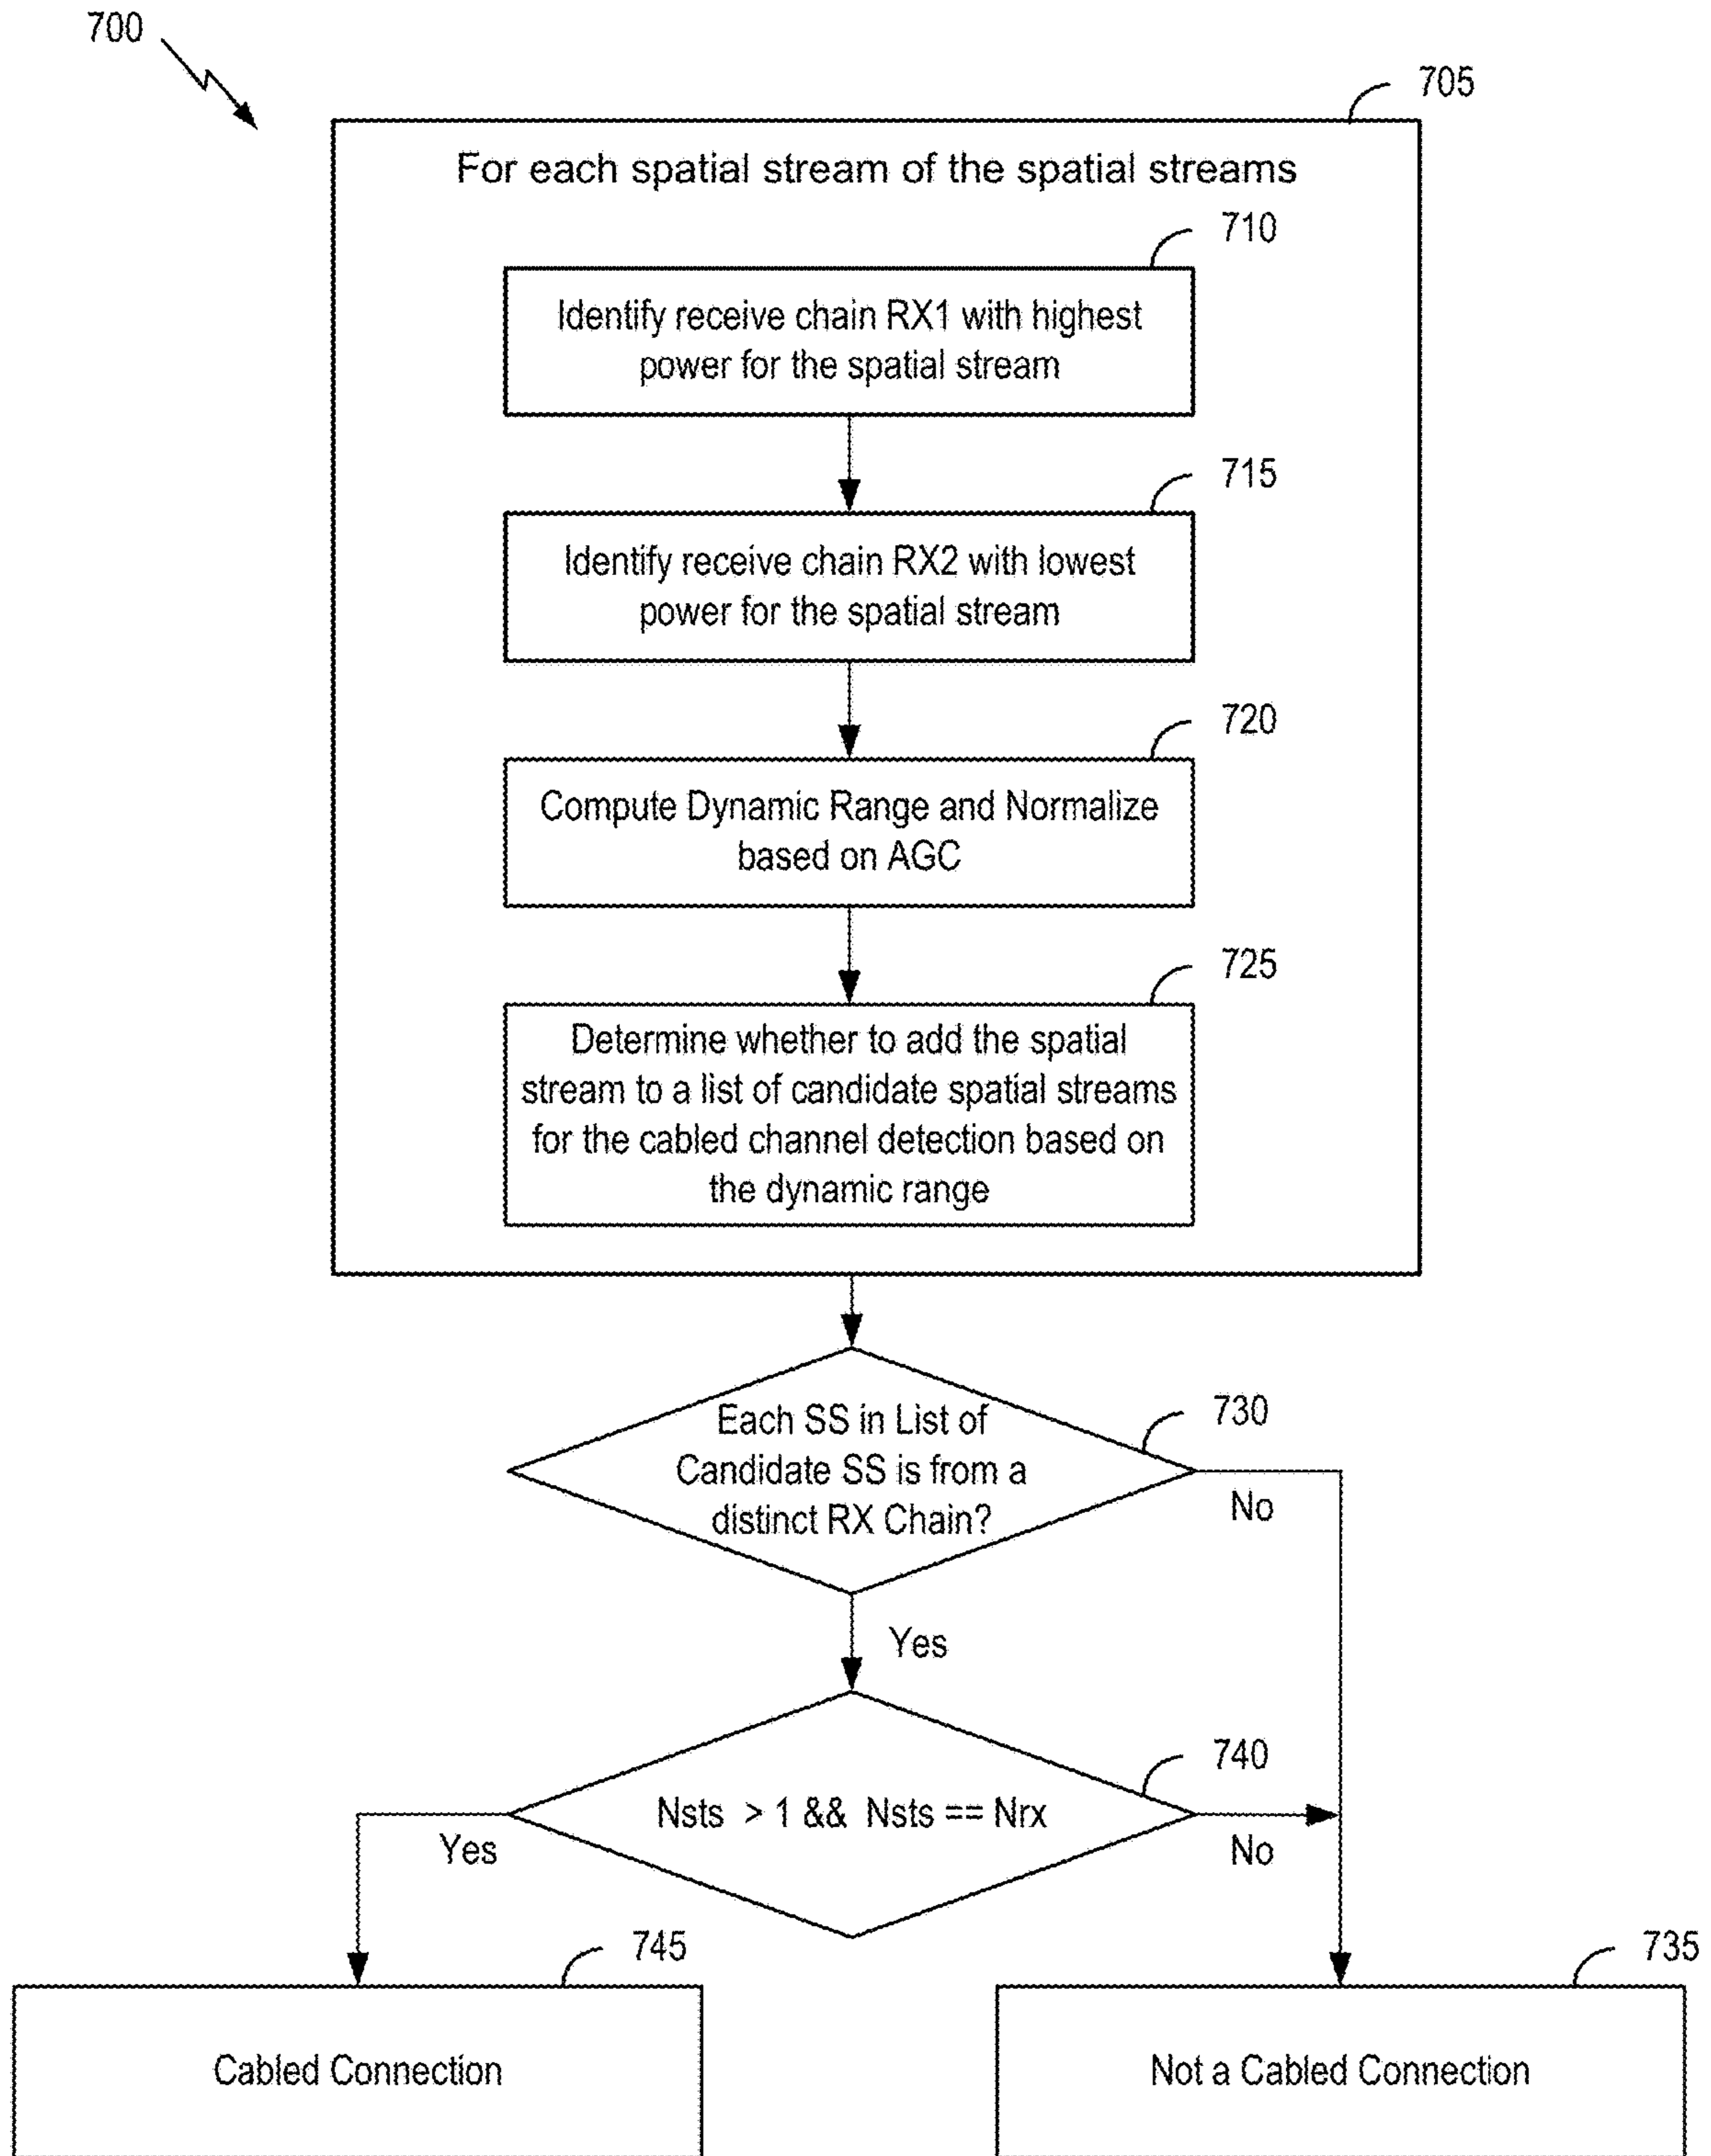 700
705
For each spatial stream of the spatial streams
710
Identify receive chain RX1 with highest
power for the spatial stream
715
Identify receive chain RX2 with lowest
power for the spatial stream
720
Compute Dynamic Range and Normalize
based on AGC
725
Determine whether to add the spatial
stream to a list of candidate spatial streams
for the cabled channel detection based on
the dynamic range
730
Each SS in List of
Candidate SS is from a
distinct RX Chain?
No
Yes
740
Nsts > 1 && Nsts == Nrx
Yes
No
745
735
Cabled Connection
Not a Cabled Connection